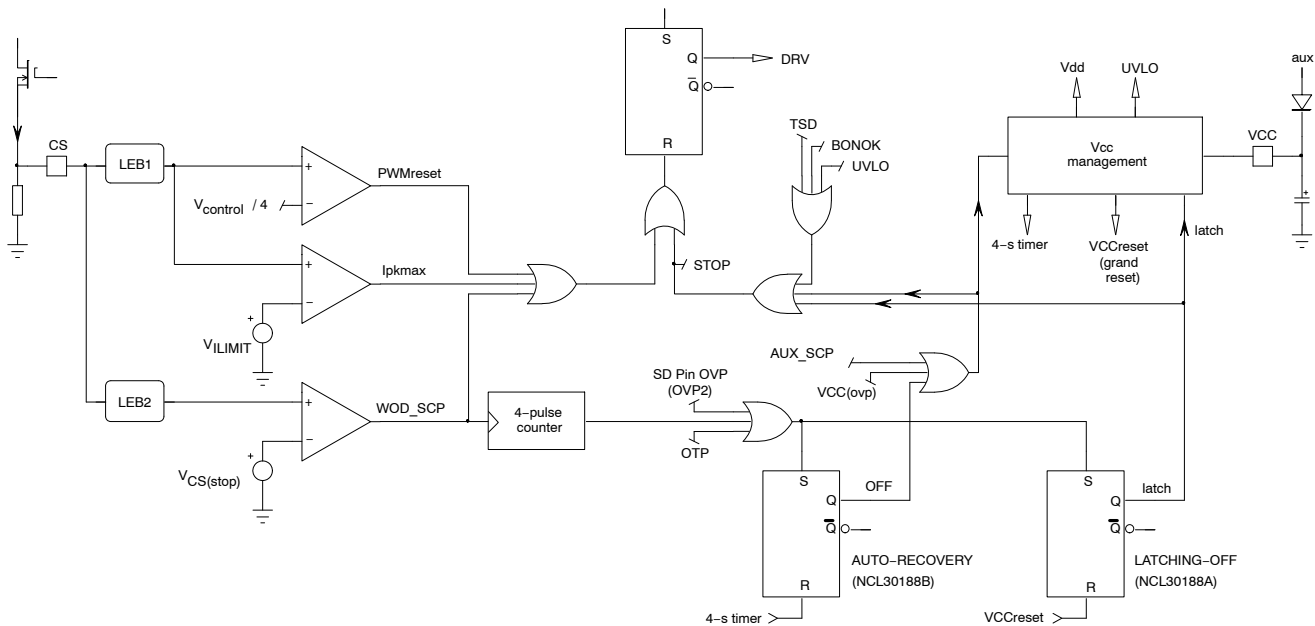 S
Q
DRV
Q
R
CS
LEB1
+
−
PWMreset
Vcontrol / 4
+
−
Ipkmax
+
VILIMIT
STOP
TSD
BONOK
UVLO
Vdd
UVLO
aux
Vcc
management
VCC
+
4−s timer
VCCreset
(grand
reset)
latch
LEB2
+
−
WOD_SCP
+
VCS(stop)
4−pulse
counter
SD Pin OVP
(OVP2)
OTP
AUX_SCP
VCC(ovp)
S
Q
OFF
Q
R
AUTO−RECOVERY
(NCL30188B)
4−s timer
S
Q
latch
Q
R
LATCHING−OFF
(NCL30188A)
VCCreset